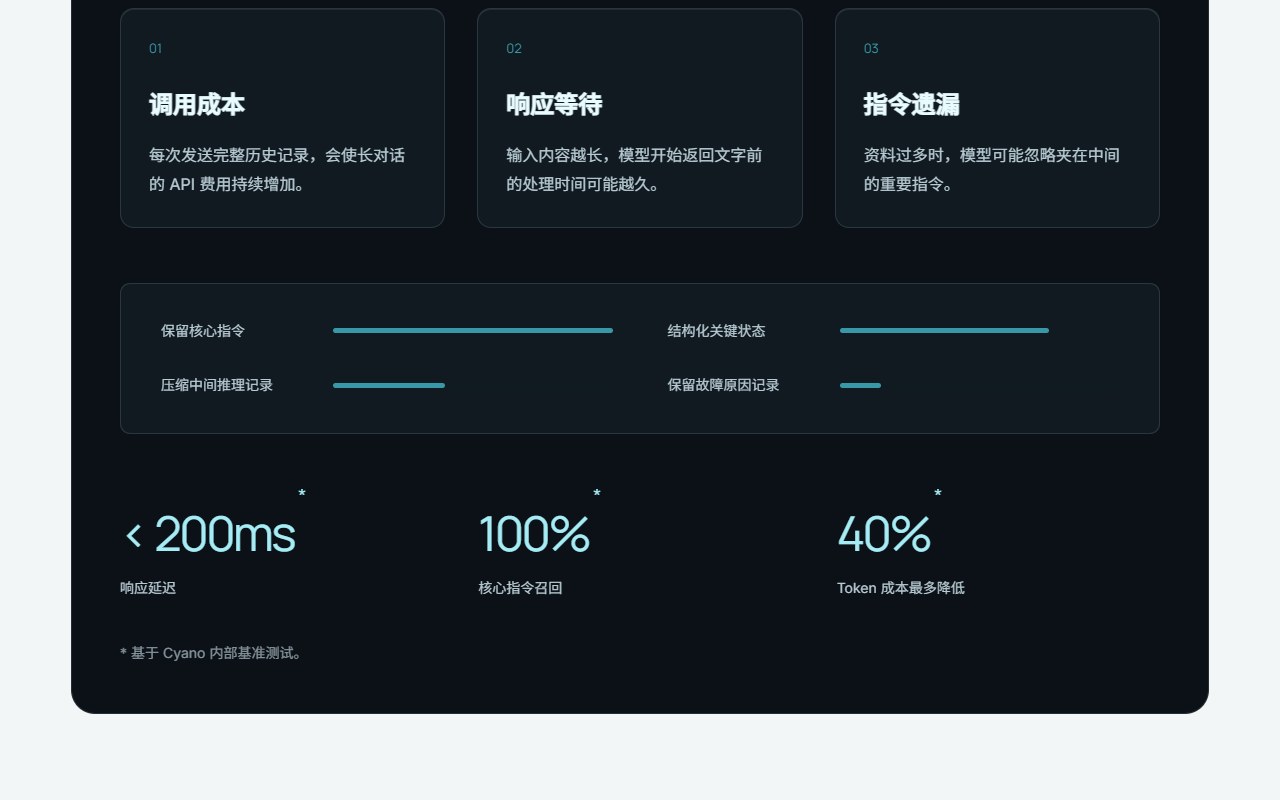 01
调用成本
每次发送完整历史记录，会使长对话
的 API 费用持续增加。
02
响应等待
输入内容越长，模型开始返回文字前
的处理时间可能越久。
03
指令遗漏
资料过多时，模型可能忽略夹在中间
的重要指令。
保留核心指令
结构化关键状态
压缩中间推理记录
保留故障原因记录
< 200ms*
响应延迟
100%*
核心指令召回
40%*
Token 成本最多降低
* 基于 Cyano 内部基准测试。